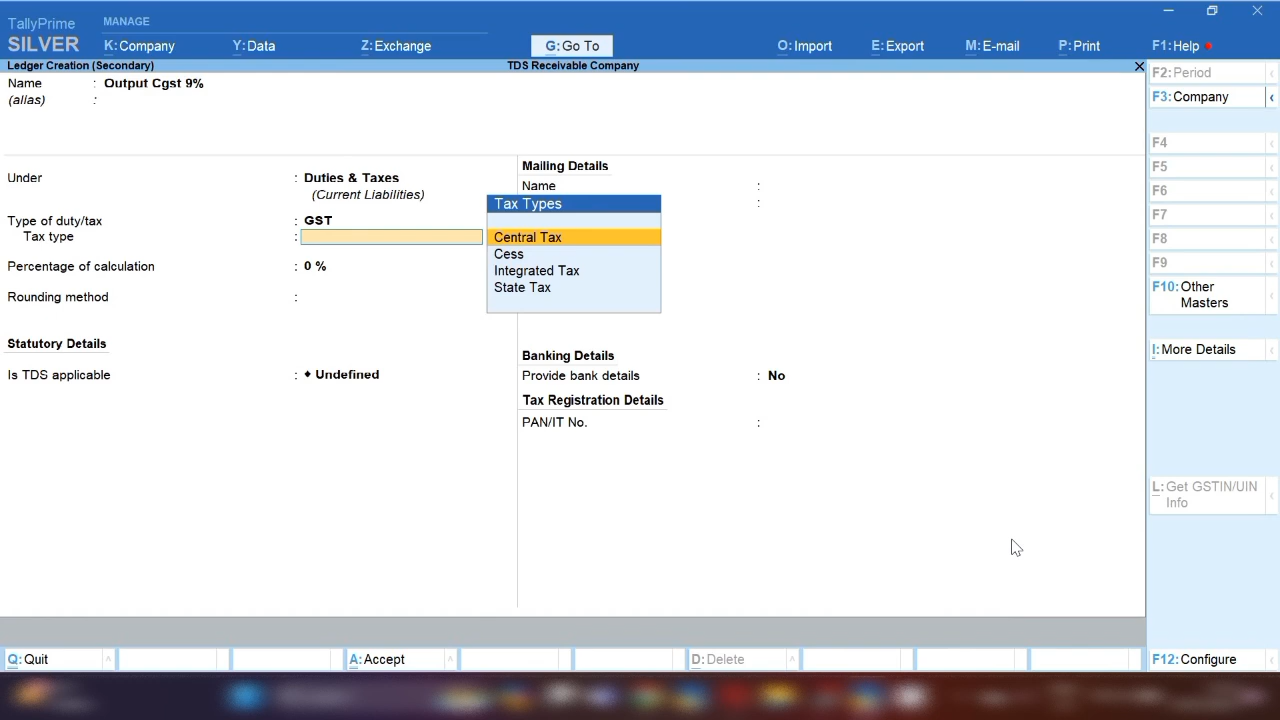 TallyPrime
MANAGE
SILVER
K:Company
Y:Data
Z:Exchange
G:Go To
O:Import
E:Export
M:E-mail
P:Print
F1:Help
Ledger Creation (Secondary)
TDS Receivable Company
Name : Output Cgst 9%
(alias) :
Under : Duties & Taxes
(Current Liabilities)
Type of duty/tax : GST
Tax type :
Percentage of calculation : 0 %
Rounding method :
Statutory Details
Is TDS applicable : ♦ Undefined
Mailing Details
Name :
:
Tax Types
Central Tax
Cess
Integrated Tax
State Tax
Banking Details
Provide bank details : No
Tax Registration Details
PAN/IT No. :
F2:Period
F3:Company
F4
F5
F6
F7
F8
F9
F10:Other
Masters
I:More Details
L:Get GSTIN/UIN
Info
Q:Quit
A:Accept
D:Delete
F12:Configure